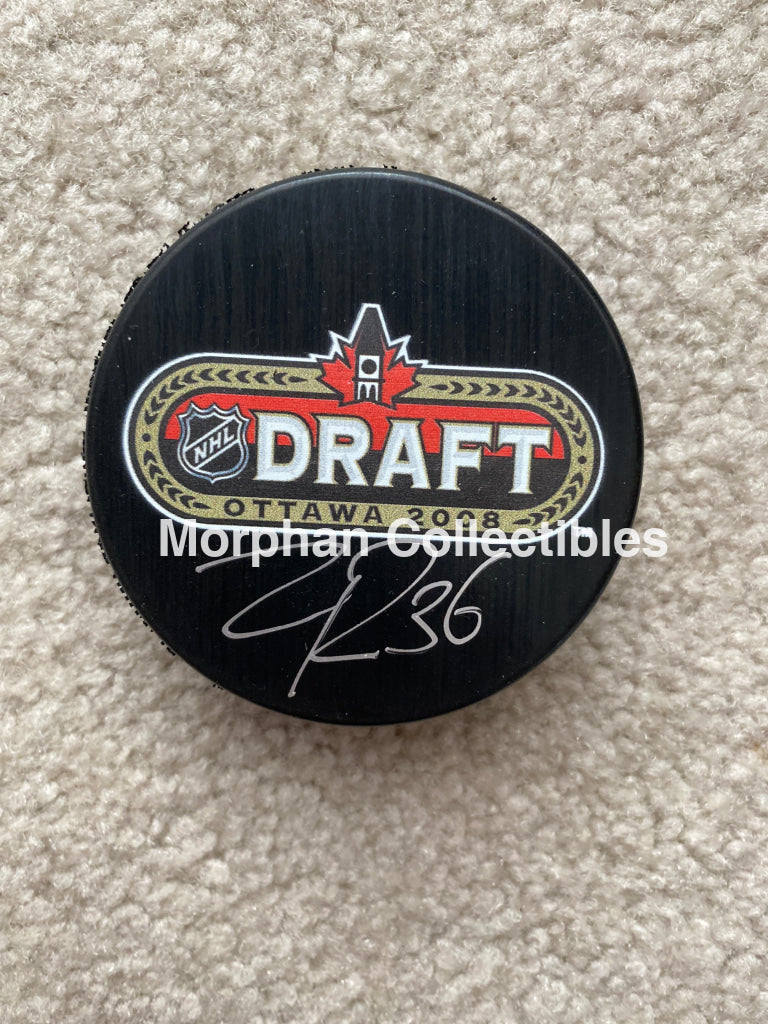 NHL
DRAFT
OTTAWA 2008
Morphan Collectibles
36